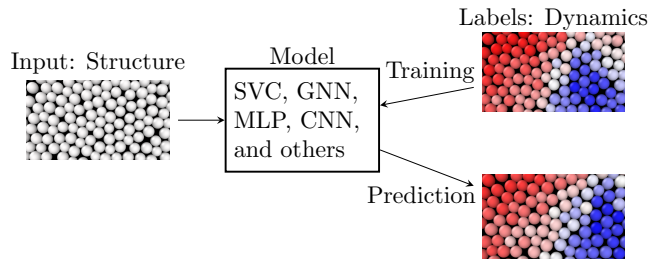 Input: Structure
Model
SVC, GNN,
MLP, CNN,
and others
Labels: Dynamics
Training
Prediction